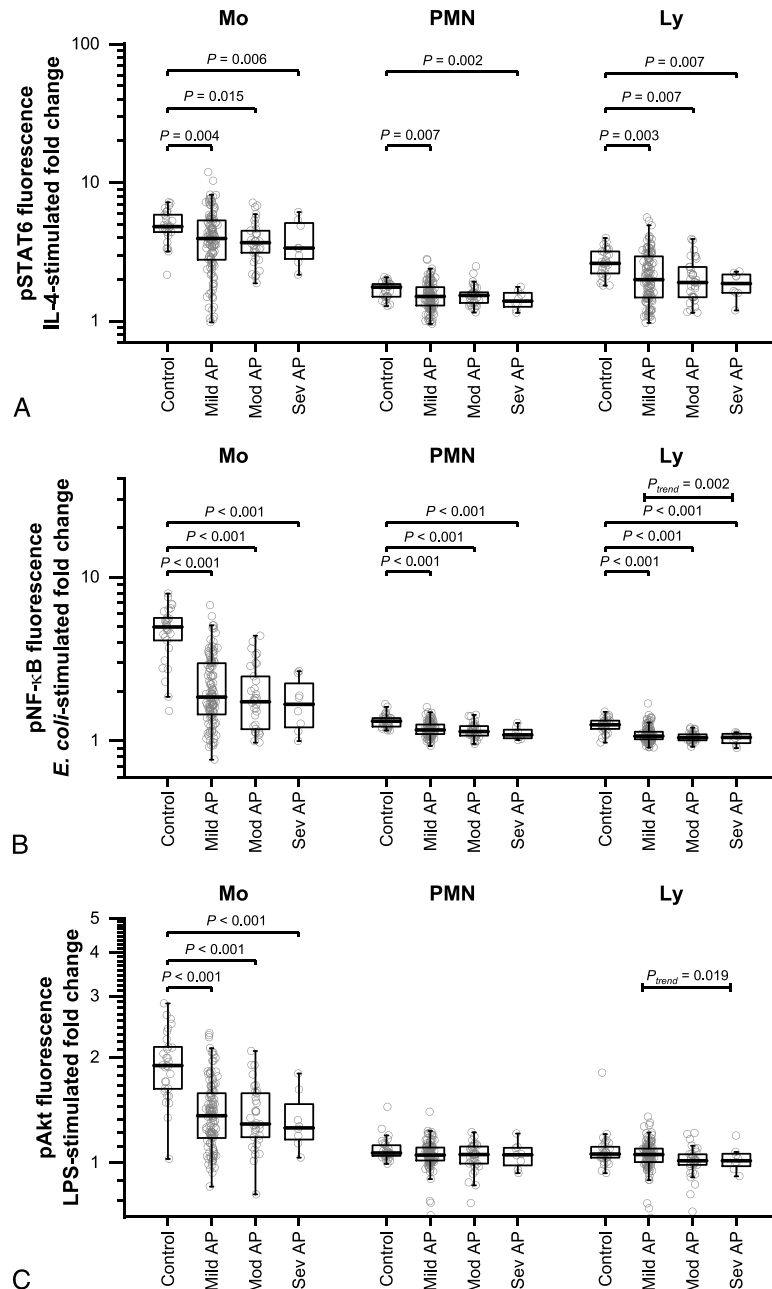 Mo PMN Ly
pSTAT6 fluorescence
IL-4-stimulated fold change
100
10
1
P = 0.006
P = 0.015
P = 0.004
P = 0.002
P = 0.007
P = 0.007
P = 0.007
P = 0.003
Control Mild AP Mod AP Sev AP Control Mild AP Mod AP Sev AP Control Mild AP Mod AP Sev AP
A
Mo PMN Ly
pNF-κB fluorescence
E. coli-stimulated fold change
10
1
P < 0.001
P < 0.001
P < 0.001
P < 0.001
P < 0.001
P < 0.001
Ptrend = 0.002
P < 0.001
P < 0.001
P < 0.001
Control Mild AP Mod AP Sev AP Control Mild AP Mod AP Sev AP Control Mild AP Mod AP Sev AP
B
Mo PMN Ly
pAkt fluorescence
LPS-stimulated fold change
5
4
3
2
1
P < 0.001
P < 0.001
P < 0.001
Ptrend = 0.019
Control Mild AP Mod AP Sev AP Control Mild AP Mod AP Sev AP Control Mild AP Mod AP Sev AP
C